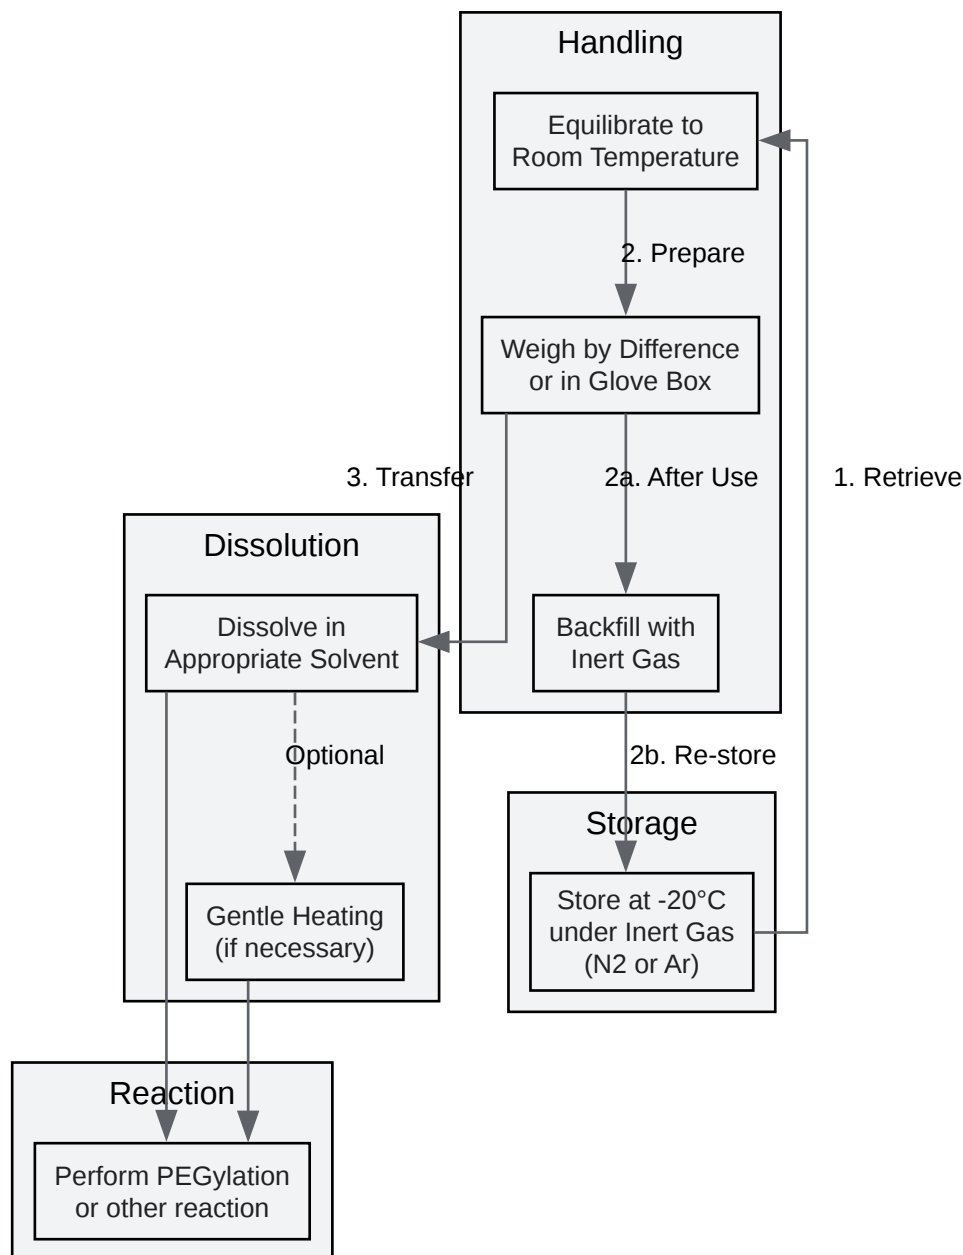 Handling
Equilibrate to
Room Temperature
2. Prepare
Weigh by Difference
or in Glove Box
3. Transfer
2a. After Use
1. Retrieve
Dissolution
Dissolve in
Appropriate Solvent
Backfill with
Inert Gas
Optional
2b. Re-store
Storage
Gentle Heating
(if necessary)
Store at -20°C
under Inert Gas
(N2 or Ar)
Reaction
Perform PEGylation
or other reaction